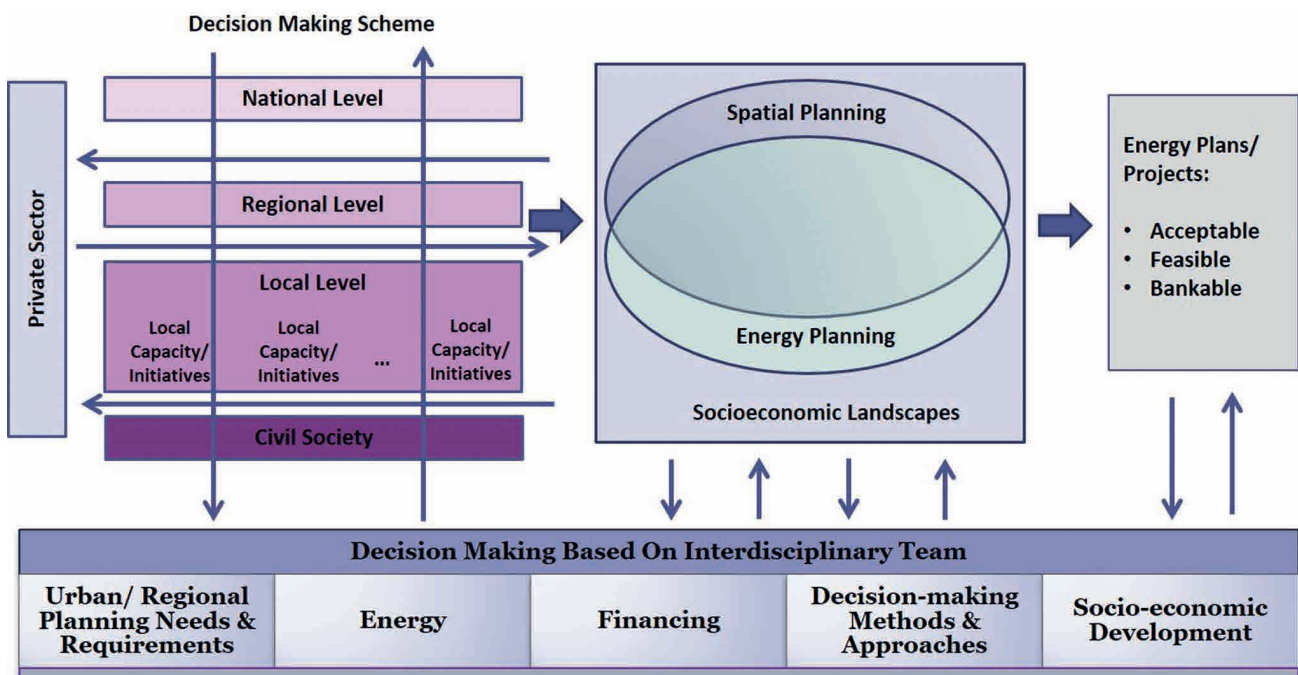 Decision Making Scheme
Private Sector
National Level
Regional Level
Local Level
Local
Capacity/
Initiatives
Local
Capacity/
Initiatives
...
Local
Capacity/
Initiatives
Civil Society
Spatial Planning
Energy Planning
Socioeconomic Landscapes
Energy Plans/
Projects:
• Acceptable
• Feasible
• Bankable
Decision Making Based On Interdisciplinary Team
Urban/ Regional
Planning Needs &
Requirements
Energy
Financing
Decision-making
Methods &
Approaches
Socio-economic
Development